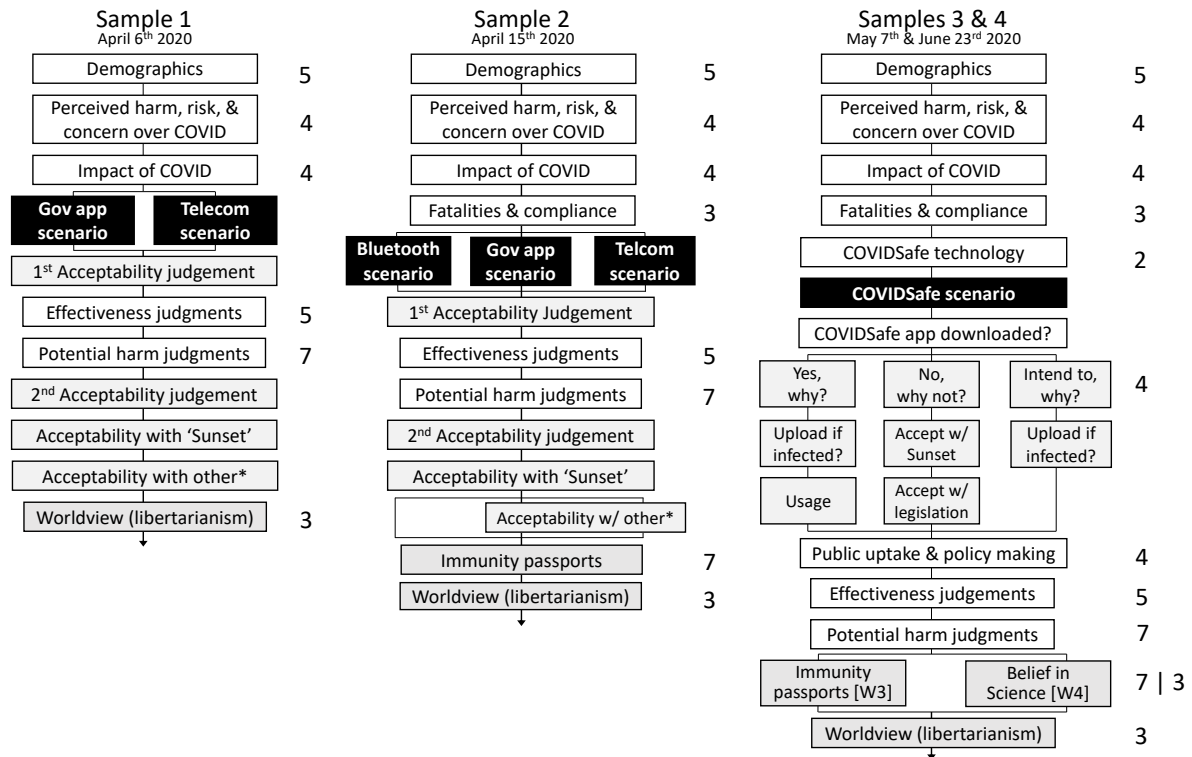 Sample 1
April 6th 2020
Demographics
5
Perceived harm, risk, &
concern over COVID
4
Impact of COVID
4
Gov app
scenario
Telecom
scenario
1st Acceptability judgement
Effectiveness judgments
5
Potential harm judgments
7
2nd Acceptability judgement
Acceptability with ‘Sunset’
Acceptability with other*
Worldview (libertarianism)
3
Sample 2
April 15th 2020
Demographics
5
Perceived harm, risk, &
concern over COVID
4
Impact of COVID
4
Fatalities & compliance
3
Bluetooth
scenario
Gov app
scenario
Telcom
scenario
1st Acceptability Judgement
Effectiveness judgments
5
Potential harm judgments
7
2nd Acceptability judgement
Acceptability with ‘Sunset’
Acceptability w/ other*
Immunity passports
7
Worldview (libertarianism)
3
Samples 3 & 4
May 7th & June 23rd 2020
Demographics
5
Perceived harm, risk, &
concern over COVID
4
Impact of COVID
4
Fatalities & compliance
3
COVIDSafe technology
2
COVIDSafe scenario
COVIDSafe app downloaded?
Yes,
why?
No,
why not?
Intend to,
why?
4
Upload if
infected?
Accept w/
Sunset
Upload if
infected?
Usage
Accept w/
legislation
Public uptake & policy making
4
Effectiveness judgements
5
Potential harm judgments
7
Immunity
passports [W3]
Belief in
Science [W4]
7 | 3
Worldview (libertarianism)
3